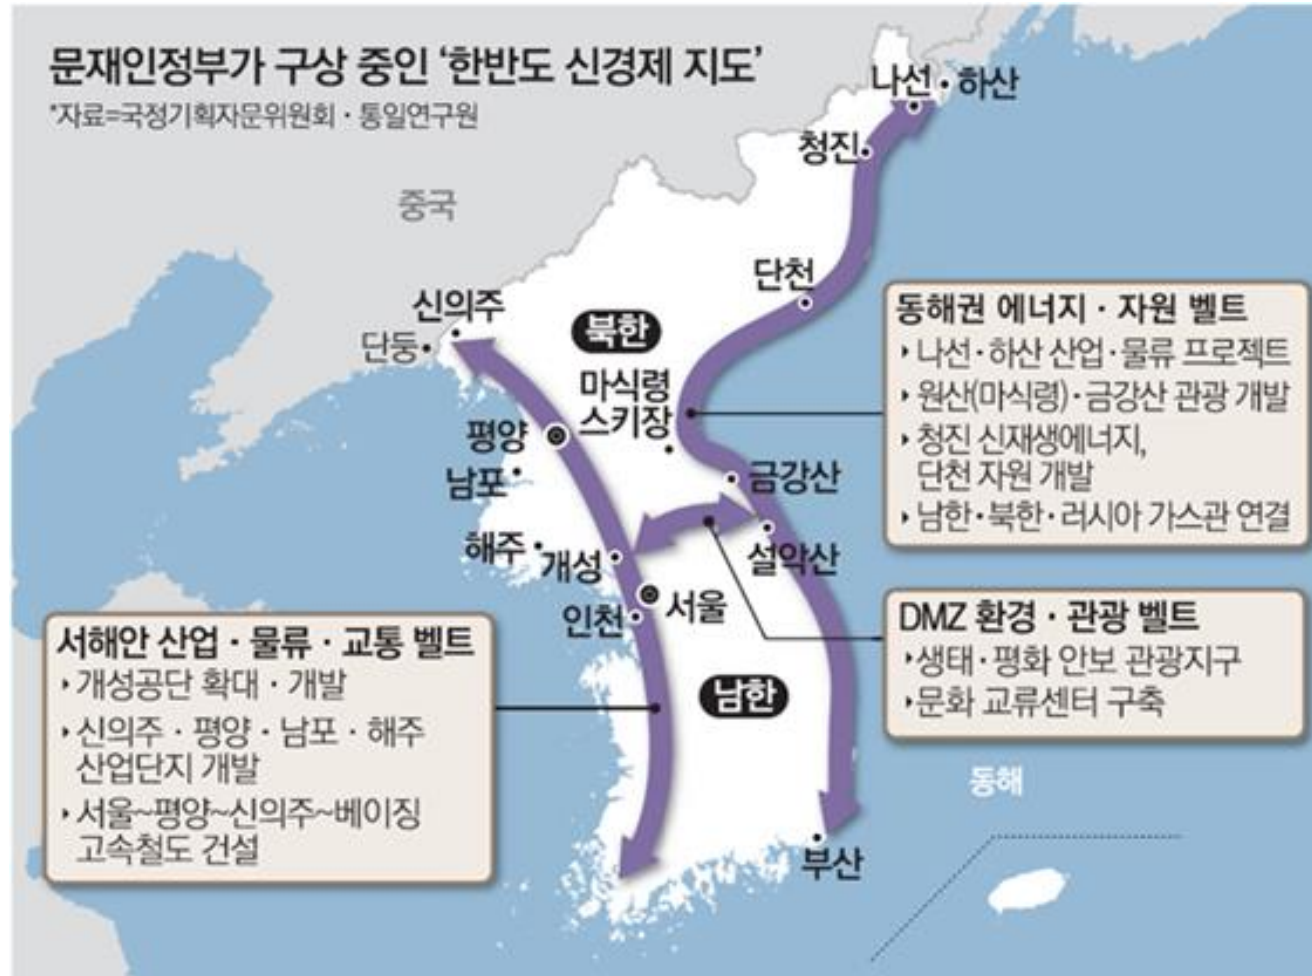 문재인정부가 구상 중인 ‘한반도 신경제 지도’
*자료=국정기획자문위원회 · 통일연구원
나선
하산
청진
중국
단천
신의주
단둥
북한
마식령
스키장
평양
남포
금강산
해주
개성
설악산
인천
서울
남한
부산
동해
동해권 에너지 · 자원 벨트
‣나선·하산 산업·물류 프로젝트
‣원산(마식령)·금강산 관광 개발
‣청진 신재생에너지,
단천 자원 개발
‣남한·북한·러시아 가스관 연결
DMZ 환경 · 관광 벨트
‣생태·평화 안보 관광지구
‣문화 교류센터 구축
서해안 산업 · 물류 · 교통 벨트
‣개성공단 확대 · 개발
‣신의주 · 평양 · 남포 · 해주
산업단지 개발
‣서울~평양~신의주~베이징
고속철도 건설